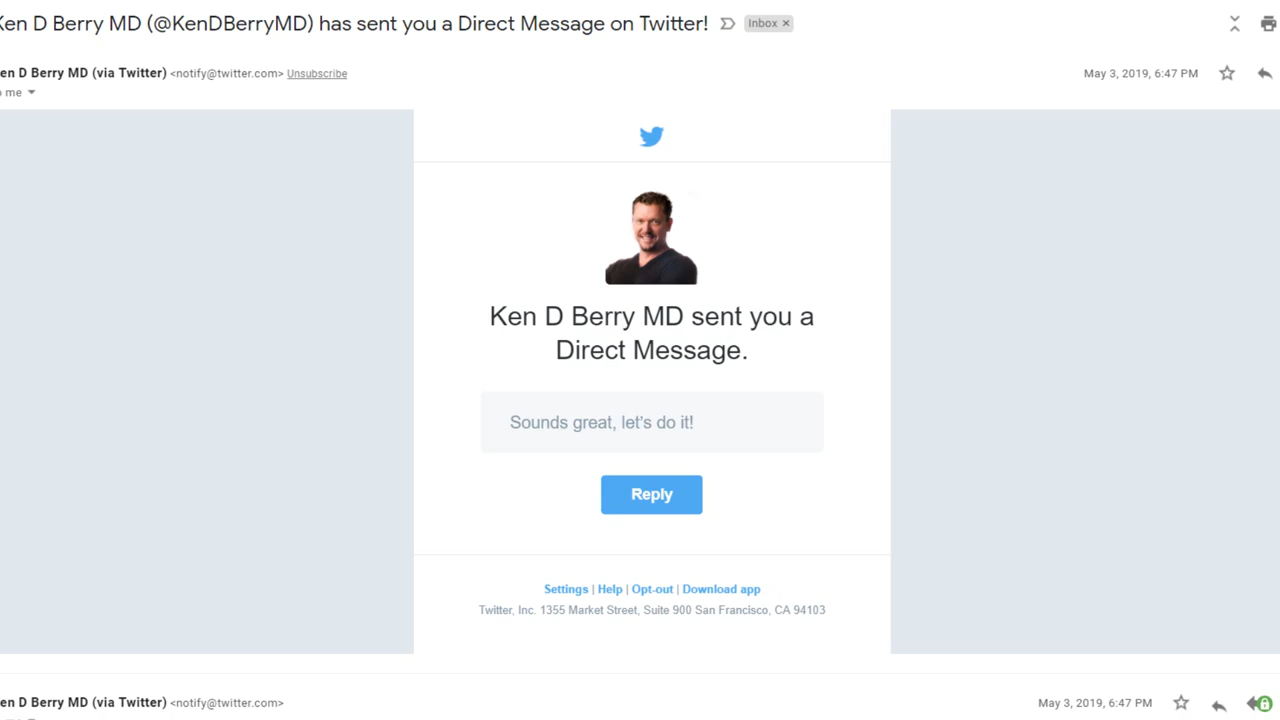 Ken D Berry MD (@KenDBerryMD) has sent you a Direct Message on Twitter! Inbox ×
en D Berry MD (via Twitter) <notify@twitter.com> Unsubscribe May 3, 2019, 6:47 PM
o me
Ken D Berry MD sent you a
Direct Message.
Sounds great, let's do it!
Reply
Settings | Help | Opt-out | Download app
Twitter, Inc. 1355 Market Street, Suite 900 San Francisco, CA 94103
en D Berry MD (via Twitter) <notify@twitter.com> May 3, 2019, 6:47 PM